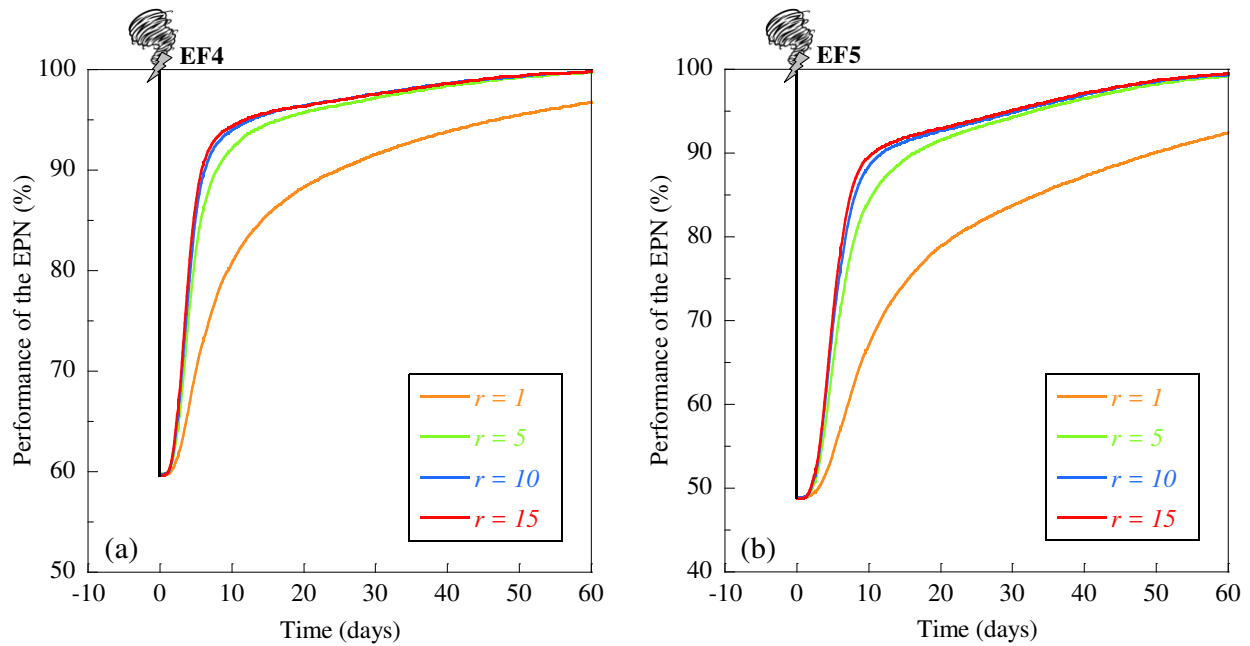 EF4
100
90
80
70
60
50
-10 0 10 20 30 40 50 60
Performance of the EPN (%)
Time (days)
r = 1
r = 5
r = 10
r = 15
(a)
EF5
100
90
80
70
60
50
40
-10 0 10 20 30 40 50 60
Performance of the EPN (%)
Time (days)
r = 1
r = 5
r = 10
r = 15
(b)